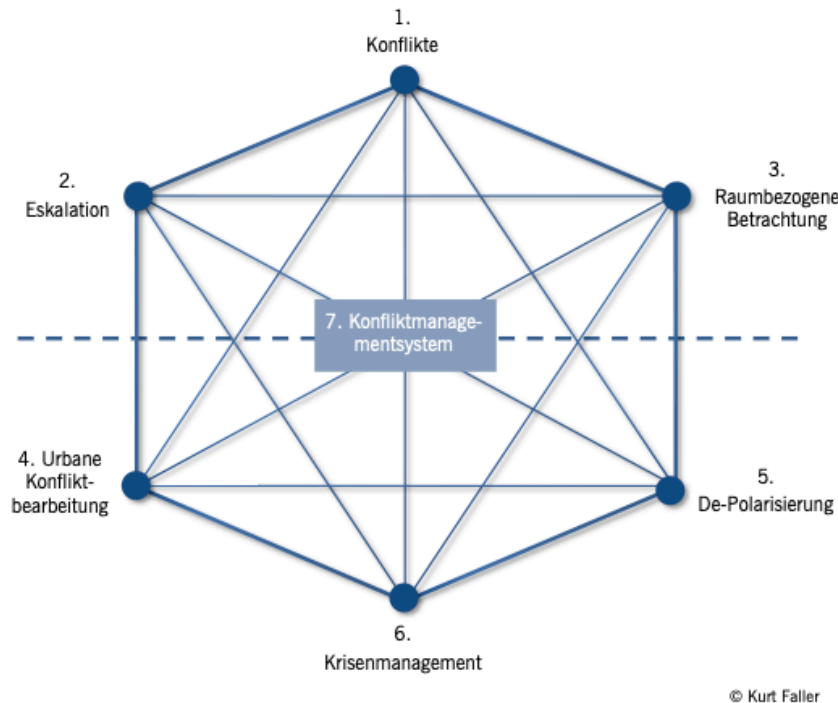 1.
Konflikte
2.
Eskalation
3.
Raumbezogene
Betrachtung
7. Konfliktmanage-
mentsystem
4. Urbane
Konflikt-
bearbeitung
5.
De-Polarisierung
6.
Krisenmanagement
© Kurt Faller